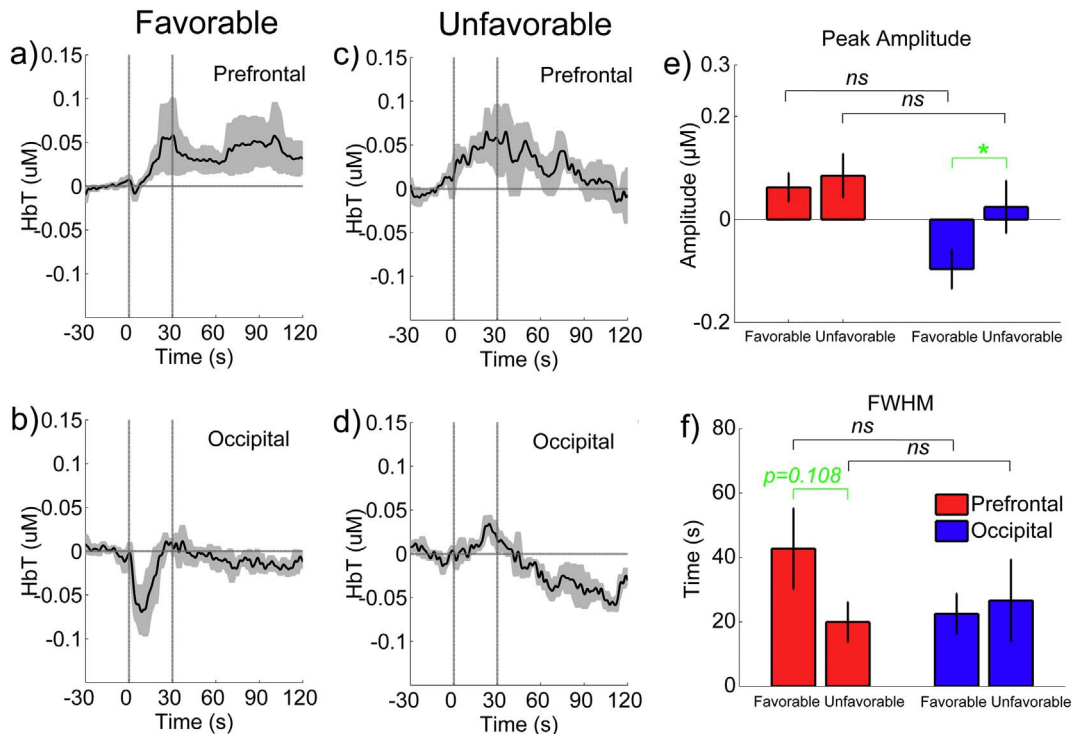 Favorable
Unfavorable
a)
Prefrontal
0.15
0.1
0.05
0
-0.05
-0.1
HbT (uM)
-30 0 30 60 90 120
Time (s)
c)
Prefrontal
0.15
0.1
0.05
0
-0.05
-0.1
HbT (uM)
-30 0 30 60 90 120
Time (s)
e)
Peak Amplitude
ns
ns
*
0.3
0
-0.2
Amplitude (µM)
Favorable Unfavorable Favorable Unfavorable
b)
Occipital
0.15
0.1
0.05
0
-0.05
-0.1
HbT (uM)
-30 0 30 60 90 120
Time (s)
d)
Occipital
0.15
0.1
0.05
0
-0.05
-0.1
HbT (uM)
-30 0 30 60 90 120
Time (s)
f)
FWHM
ns
ns
p=0.108
Prefrontal
Occipital
80
60
40
20
0
Time (s)
Favorable Unfavorable Favorable Unfavorable